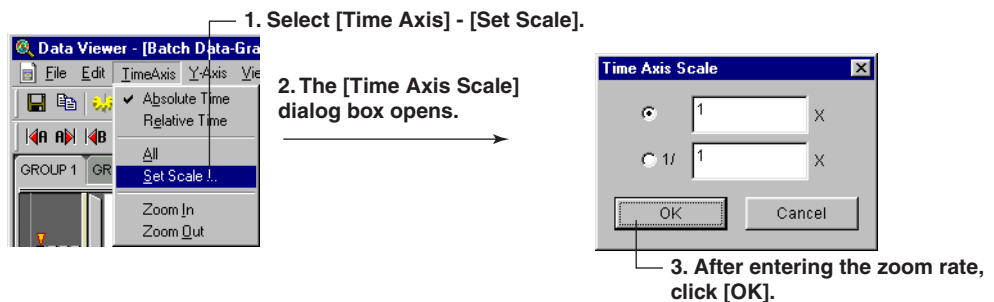 1. Select [Time Axis] - [Set Scale].
Data Viewer - [Batch Data-Gra
File Edit TimeAxis Y-Axis Vie
Absolute Time
Relative Time
All
Set Scale !..
Zoom In
Zoom Out
A A B
GROUP 1 GR
2. The [Time Axis Scale]
dialog box opens.
Time Axis Scale
1 X
1/ 1 X
OK Cancel
3. After entering the zoom rate,
click [OK].